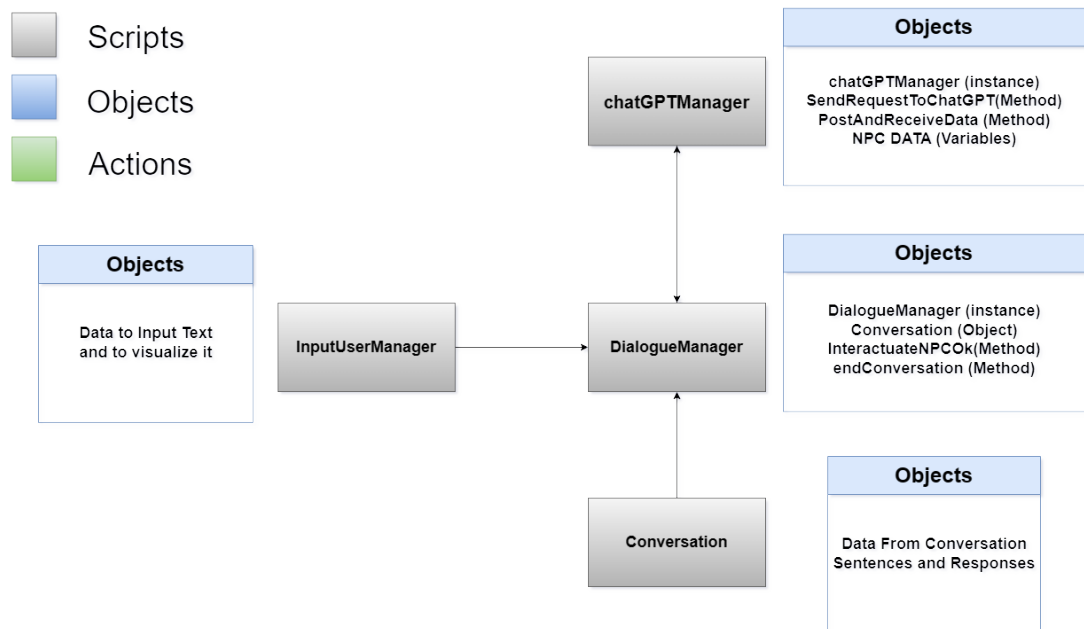 Scripts
Objects
Actions
chatGPTManager
Objects
chatGPTManager (instance)
SendRequestToChatGPT(Method)
PostAndReceiveData (Method)
NPC DATA (Variables)
Objects
Data to Input Text
and to visualize it
InputUserManager
DialogueManager
Objects
DialogueManager (instance)
Conversation (Object)
InteractuateNPCOk(Method)
endConversation (Method)
Conversation
Objects
Data From Conversation
Sentences and Responses